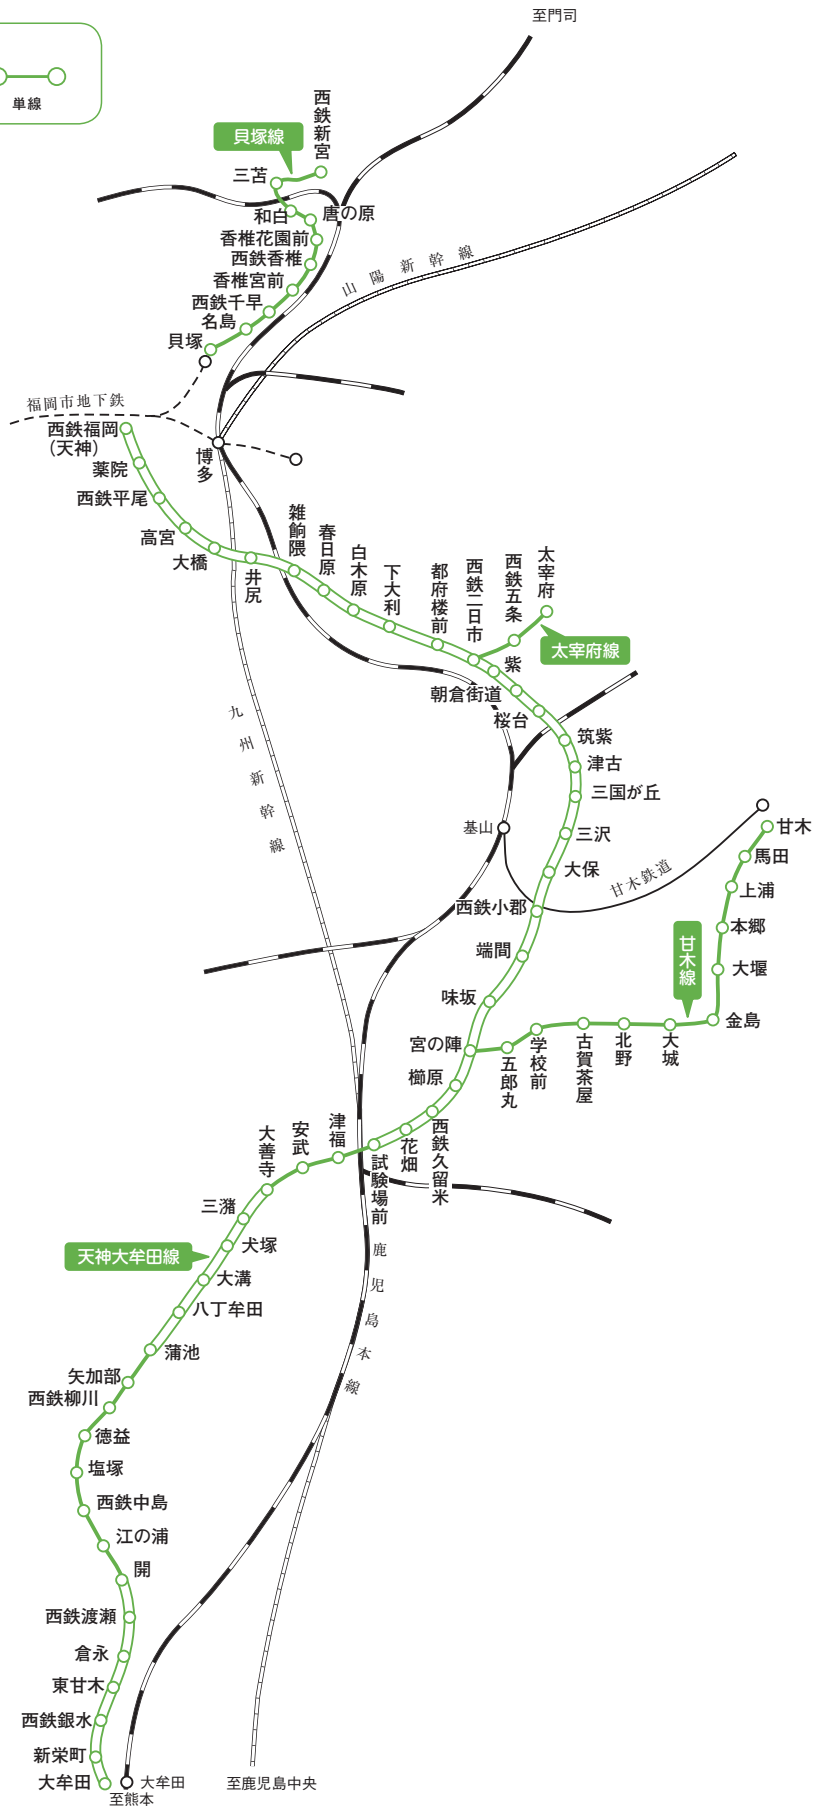 単線
至門司
西鉄新宮
貝塚線
三苫
和白
唐の原
香椎花園前
西鉄香椎
香椎宮前
西鉄千早
名島
貝塚
山陽新幹線
福岡市地下鉄
西鉄福岡
(天神)
博多
薬院
西鉄平尾
高宮
大橋
井尻
雑餉隈
春日原
白木原
下大利
都府楼前
西鉄二日市
西鉄五条
太宰府
太宰府線
紫
朝倉街道
桜台
筑紫
津古
三国が丘
九州新幹線
基山
三沢
甘木
馬田
大保
甘木鉄道
上浦
西鉄小郡
本郷
甘木線
端間
大堰
味坂
金島
宮の陣
五郎丸
学校前
古賀茶屋
北野
大城
櫛原
西鉄久留米
花畑
試験場前
津福
安武
大善寺
三潴
犬塚
天神大牟田線
大溝
鹿児島本線
八丁牟田
蒲池
矢加部
西鉄柳川
徳益
塩塚
西鉄中島
江の浦
開
西鉄渡瀬
倉永
東甘木
西鉄銀水
新栄町
大牟田
大牟田
至鹿児島中央
至熊本